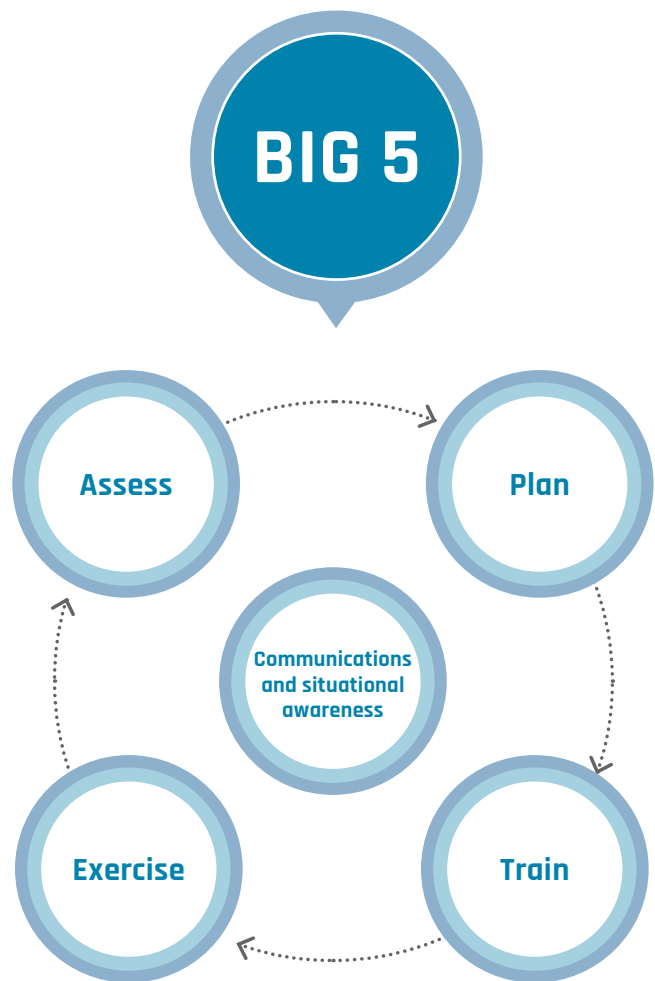 BIG 5
Assess
Plan
Communications
and situational
awareness
Exercise
Train